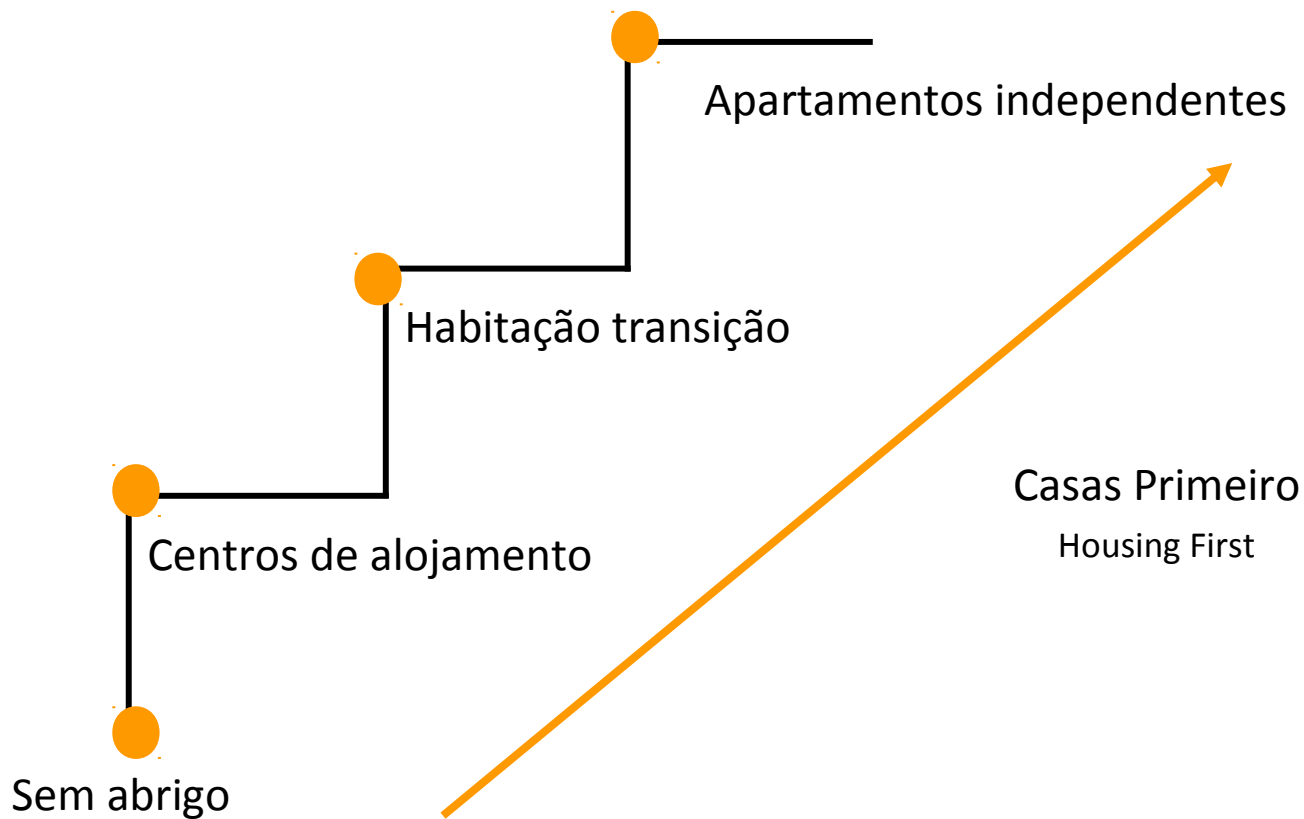 Apartamentos independentes
Habitação transição
Casas Primeiro
Housing First
Centros de alojamento
Sem abrigo